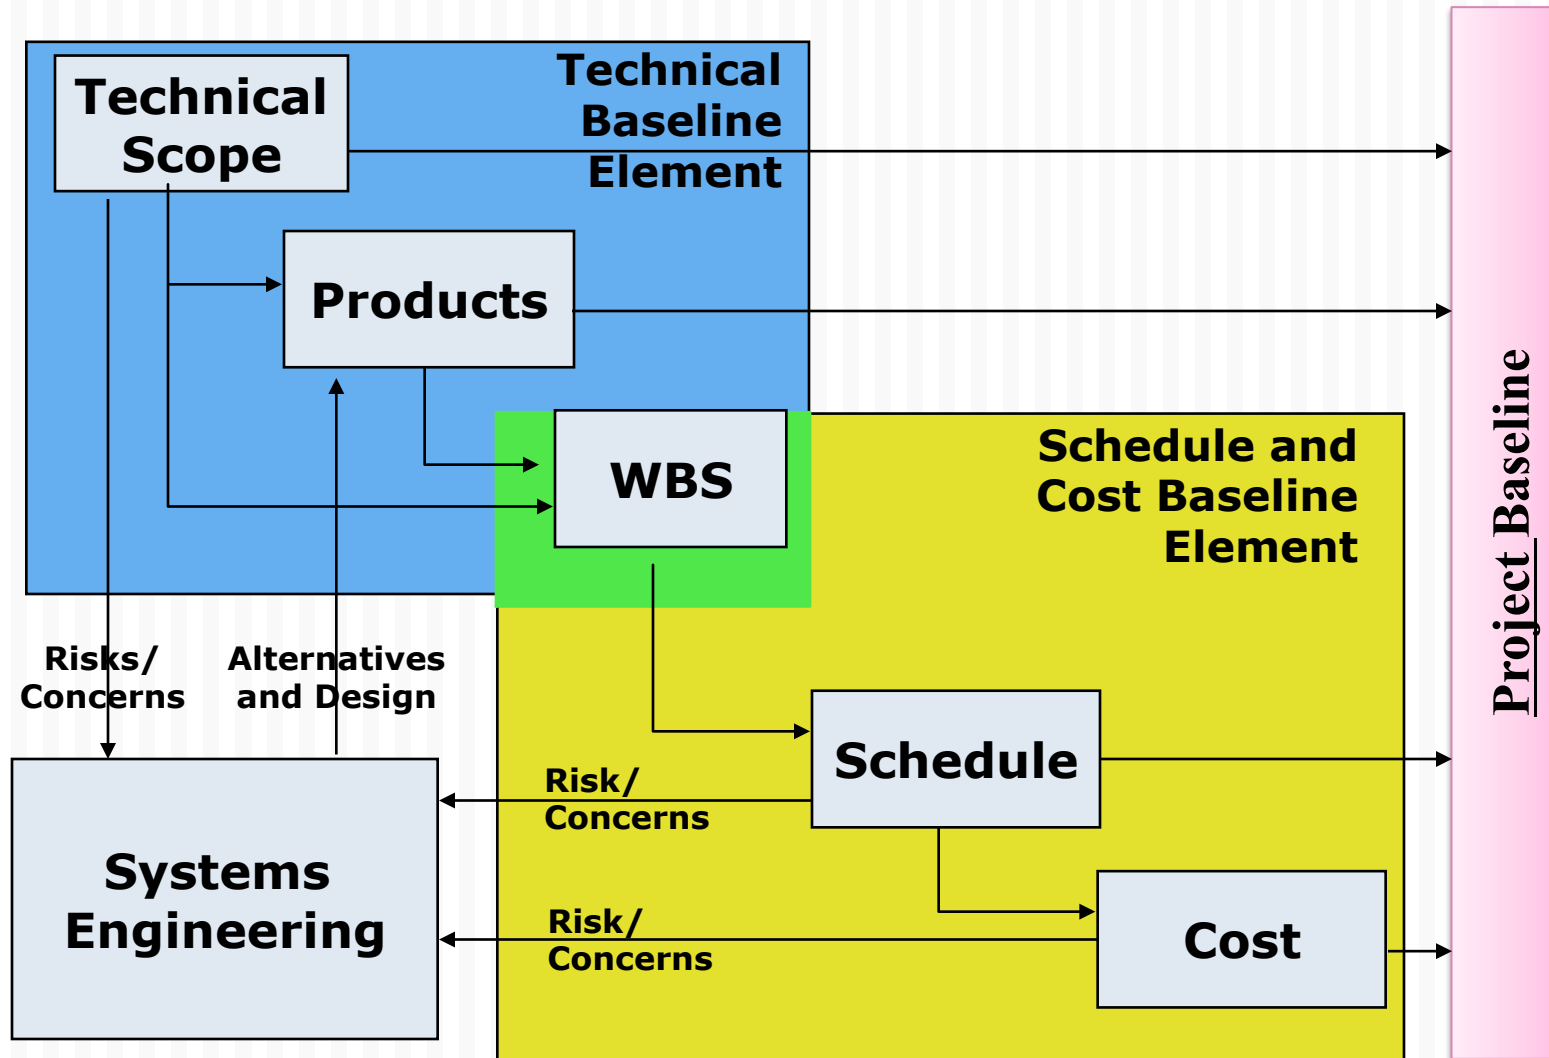 Technical
Scope
Technical
Baseline
Element
Products
WBS
Schedule and
Cost Baseline
Element
Project Baseline
Risks/
Concerns
Alternatives
and Design
Schedule
Risk/
Concerns
Systems
Engineering
Risk/
Concerns
Cost